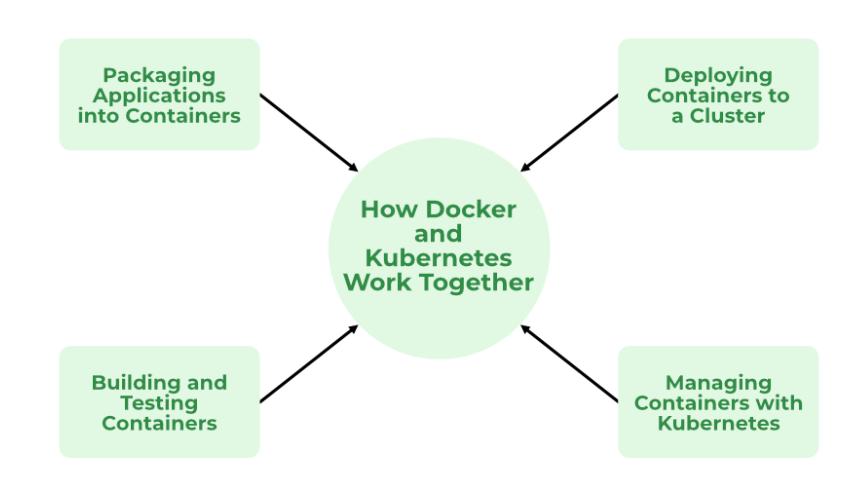 Packaging
Applications
into Containers
Deploying
Containers to
a Cluster
How Docker
and
Kubernetes
Work Together
Building and
Testing
Containers
Managing
Containers with
Kubernetes